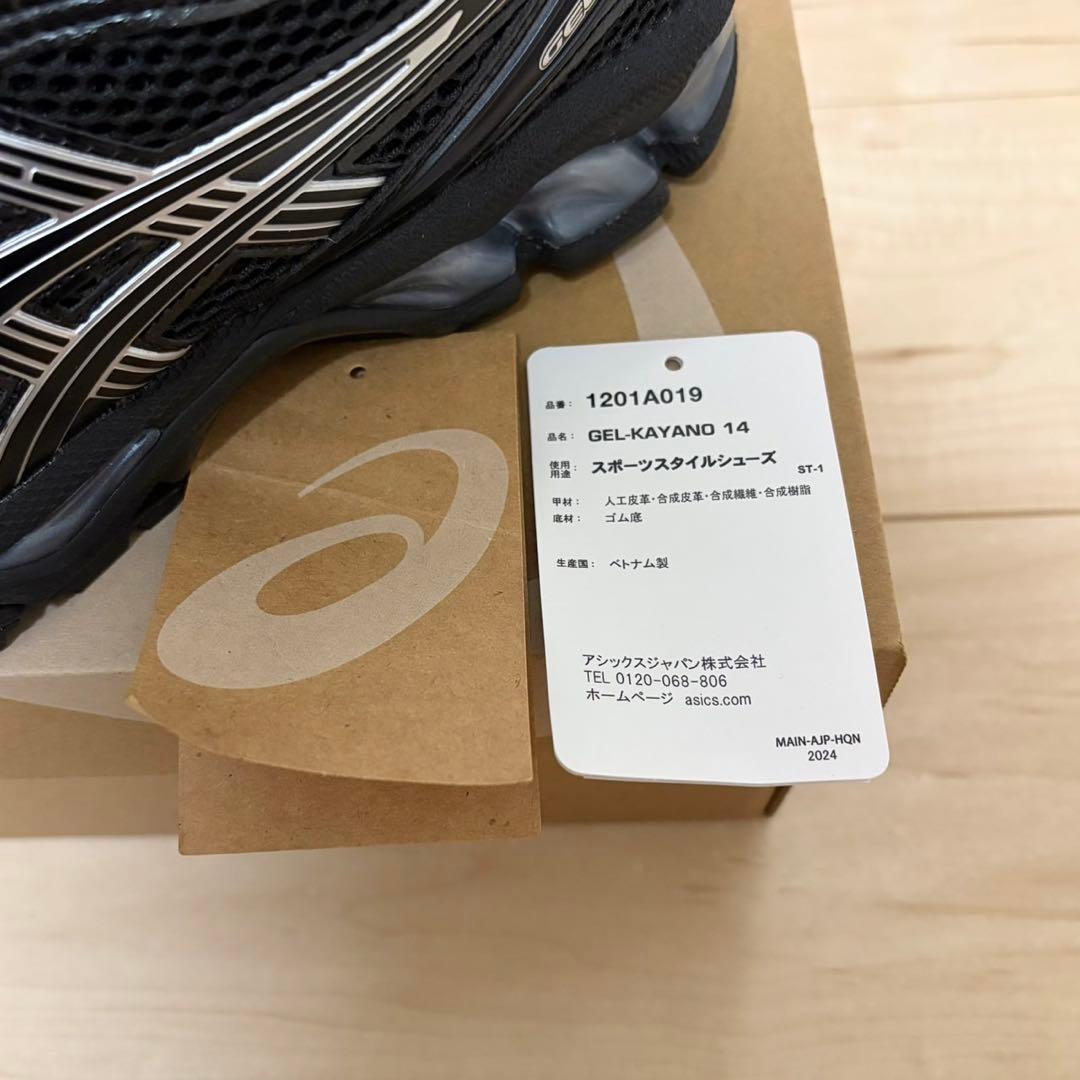 GEL
品番： 1201A019
品名： GEL-KAYANO 14
使用用途： スポーツスタイルシューズ ST-1
甲材： 人工皮革・合成皮革・合成繊維・合成樹脂
底材： ゴム底
生産国： ベトナム製
アシックスジャパン株式会社
TEL 0120-068-806
ホームページ asics.com
MAIN-AJP-HQN
2024